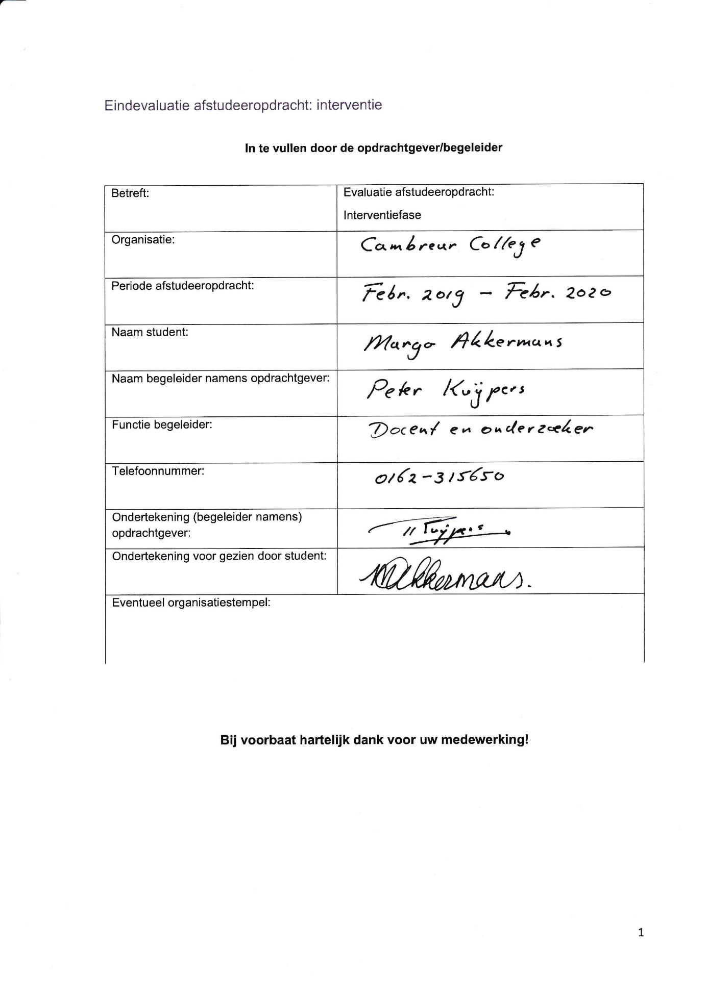 Eindevaluatie afstudeeropdracht: interventie
In te vullen door de opdrachtgever/begeleider
Betreft:
Evaluatie afstudeeropdracht:
Interventiefase
Organisatie:
Cambreur College
Periode afstudeeropdracht:
Febr. 2019 - Febr. 2020
Naam student:
Margo Akkermans
Naam begeleider namens opdrachtgever:
Peter Kuÿpers
Functie begeleider:
Docent en onderzoeker
Telefoonnummer:
0162-315650
Ondertekening (begeleider namens)
opdrachtgever:
Ondertekening voor gezien door student:
MAkkermans.
Eventueel organisatiestempel:
Bij voorbaat hartelijk dank voor uw medewerking!
1